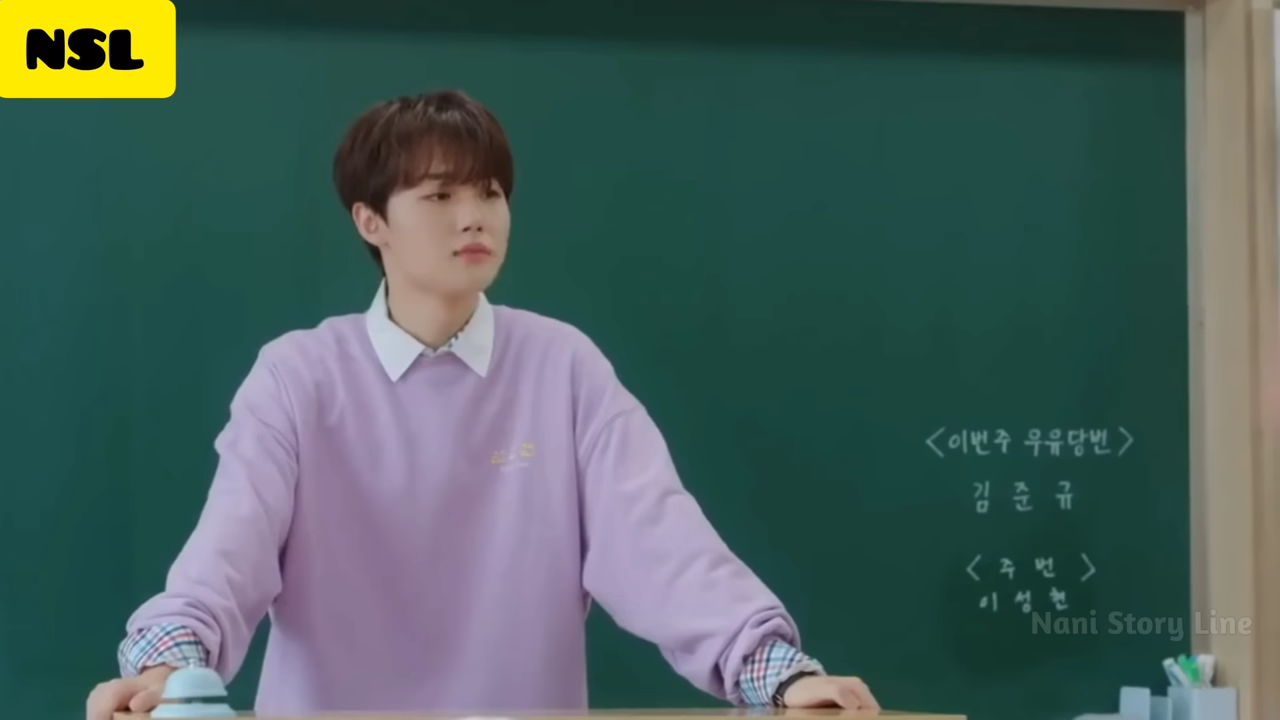 NSL
<이번주 우유당번>
김 준 규
< 주 번 >
이 성 현
Nani Story Line